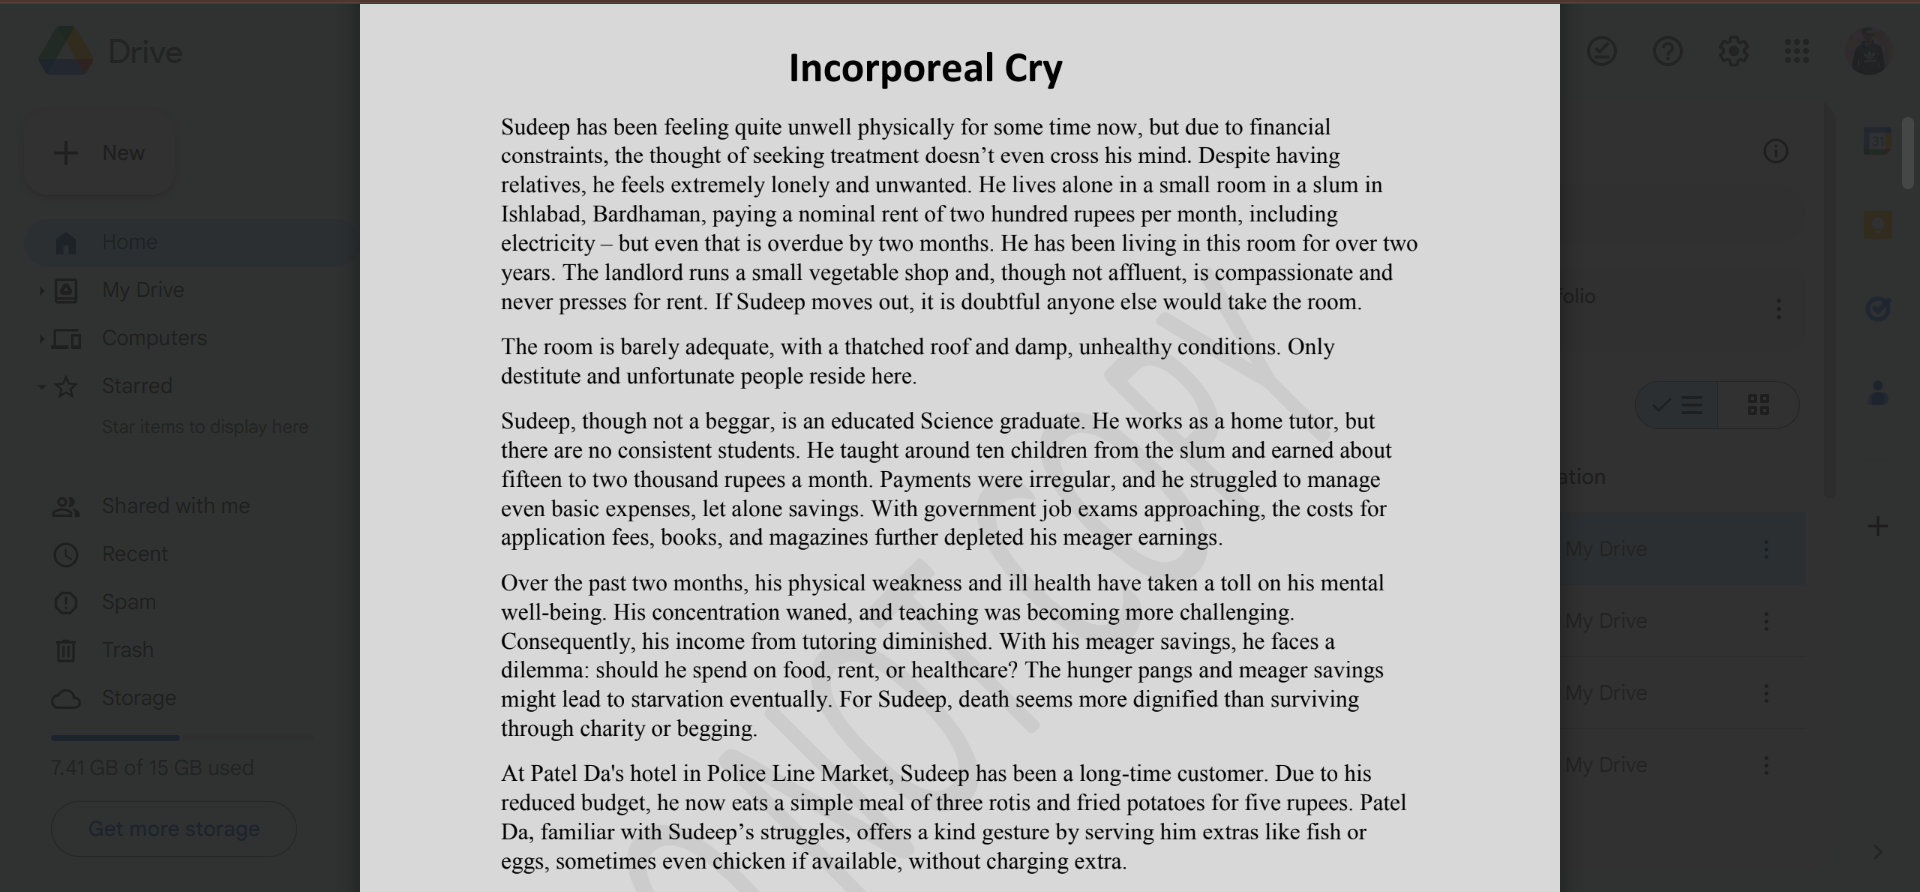 Drive
New
Home
My Drive
Computers
Starred
Star items to display here
Shared with me
Recent
Spam
Trash
Storage
7.41 GB of 15 GB used
Get more storage
Incorporeal Cry
Sudeep has been feeling quite unwell physically for some time now, but due to financial
constraints, the thought of seeking treatment doesn’t even cross his mind. Despite having
relatives, he feels extremely lonely and unwanted. He lives alone in a small room in a slum in
Ishlabad, Bardhaman, paying a nominal rent of two hundred rupees per month, including
electricity – but even that is overdue by two months. He has been living in this room for over two
years. The landlord runs a small vegetable shop and, though not affluent, is compassionate and
never presses for rent. If Sudeep moves out, it is doubtful anyone else would take the room.
The room is barely adequate, with a thatched roof and damp, unhealthy conditions. Only
destitute and unfortunate people reside here.
Sudeep, though not a beggar, is an educated Science graduate. He works as a home tutor, but
there are no consistent students. He taught around ten children from the slum and earned about
fifteen to two thousand rupees a month. Payments were irregular, and he struggled to manage
even basic expenses, let alone savings. With government job exams approaching, the costs for
application fees, books, and magazines further depleted his meager earnings.
Over the past two months, his physical weakness and ill health have taken a toll on his mental
well-being. His concentration waned, and teaching was becoming more challenging.
Consequently, his income from tutoring diminished. With his meager savings, he faces a
dilemma: should he spend on food, rent, or healthcare? The hunger pangs and meager savings
might lead to starvation eventually. For Sudeep, death seems more dignified than surviving
through charity or begging.
At Patel Da's hotel in Police Line Market, Sudeep has been a long-time customer. Due to his
reduced budget, he now eats a simple meal of three rotis and fried potatoes for five rupees. Patel
Da, familiar with Sudeep’s struggles, offers a kind gesture by serving him extras like fish or
eggs, sometimes even chicken if available, without charging extra.
O NOT COPY
folio
ation
My Drive
My Drive
My Drive
My Drive
31